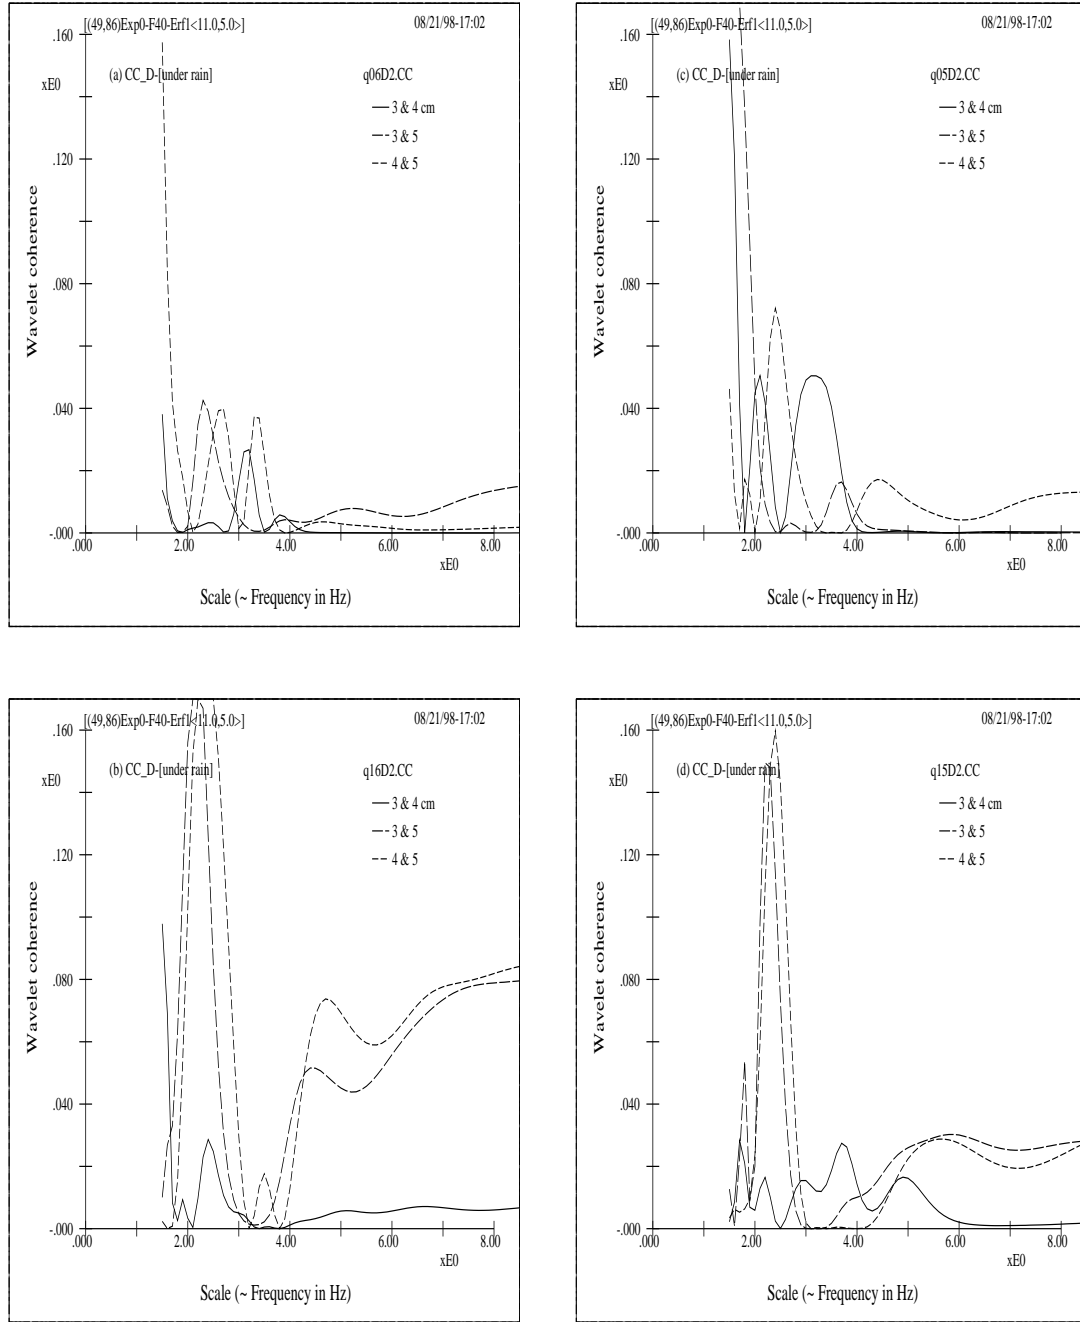 [(49,86)Exp0-F40-Erf1<11.0,5.0>] 08/21/98-17:02
.160
xE0
(a) CC_D-[under rain] q06D2.CC
3 & 4 cm
3 & 5
4 & 5
.120
.080
.040
-.000
Wavelet coherence
.000 2.00 4.00 6.00 8.00
xE0
Scale (~ Frequency in Hz)
[(49,86)Exp0-F40-Erf1<11.0,5.0>] 08/21/98-17:02
.160
xE0
(c) CC_D-[under rain] q05D2.CC
3 & 4 cm
3 & 5
4 & 5
.120
.080
.040
-.000
Wavelet coherence
.000 2.00 4.00 6.00 8.00
xE0
Scale (~ Frequency in Hz)
[(49,86)Exp0-F40-Erf1<11.0,5.0>] 08/21/98-17:02
.160
xE0
(b) CC_D-[under rain] q16D2.CC
3 & 4 cm
3 & 5
4 & 5
.120
.080
.040
-.000
Wavelet coherence
.000 2.00 4.00 6.00 8.00
xE0
Scale (~ Frequency in Hz)
[(49,86)Exp0-F40-Erf1<11.0,5.0>] 08/21/98-17:02
.160
xE0
(d) CC_D-[under rain] q15D2.CC
3 & 4 cm
3 & 5
4 & 5
.120
.080
.040
-.000
Wavelet coherence
.000 2.00 4.00 6.00 8.00
xE0
Scale (~ Frequency in Hz)